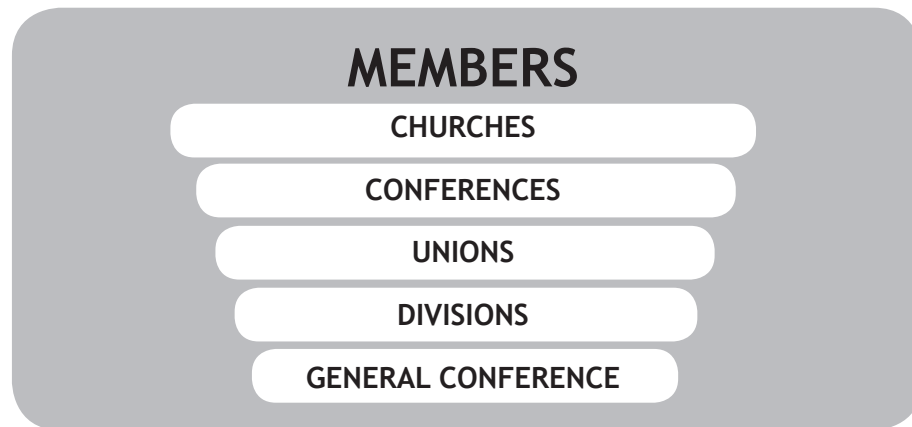 MEMBERS
CHURCHES
CONFERENCES
UNIONS
DIVISIONS
GENERAL CONFERENCE